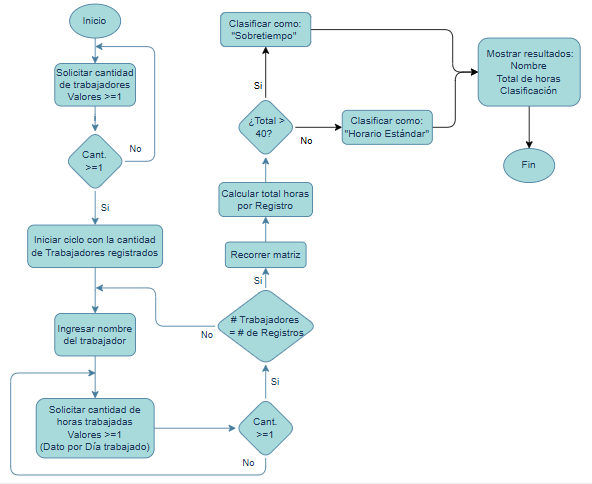 Inicio
Solicitar cantidad
de trabajadores
Valores >=1
Cant.
>=1
No
Si
Iniciar ciclo con la cantidad
de Trabajadores registrados
Ingresar nombre
del trabajador
Solicitar cantidad de
horas trabajadas
Valores >=1
(Dato por Día trabajado)
Cant.
>=1
No
Si
# Trabajadores
= # de Registros
No
Si
Recorrer matriz
Calcular total horas
por Registro
¿Total >
40?
Si
No
Clasificar como:
"Sobretiempo"
Clasificar como:
"Horario Estándar"
Mostrar resultados:
Nombre
Total de horas
Clasificación
Fin